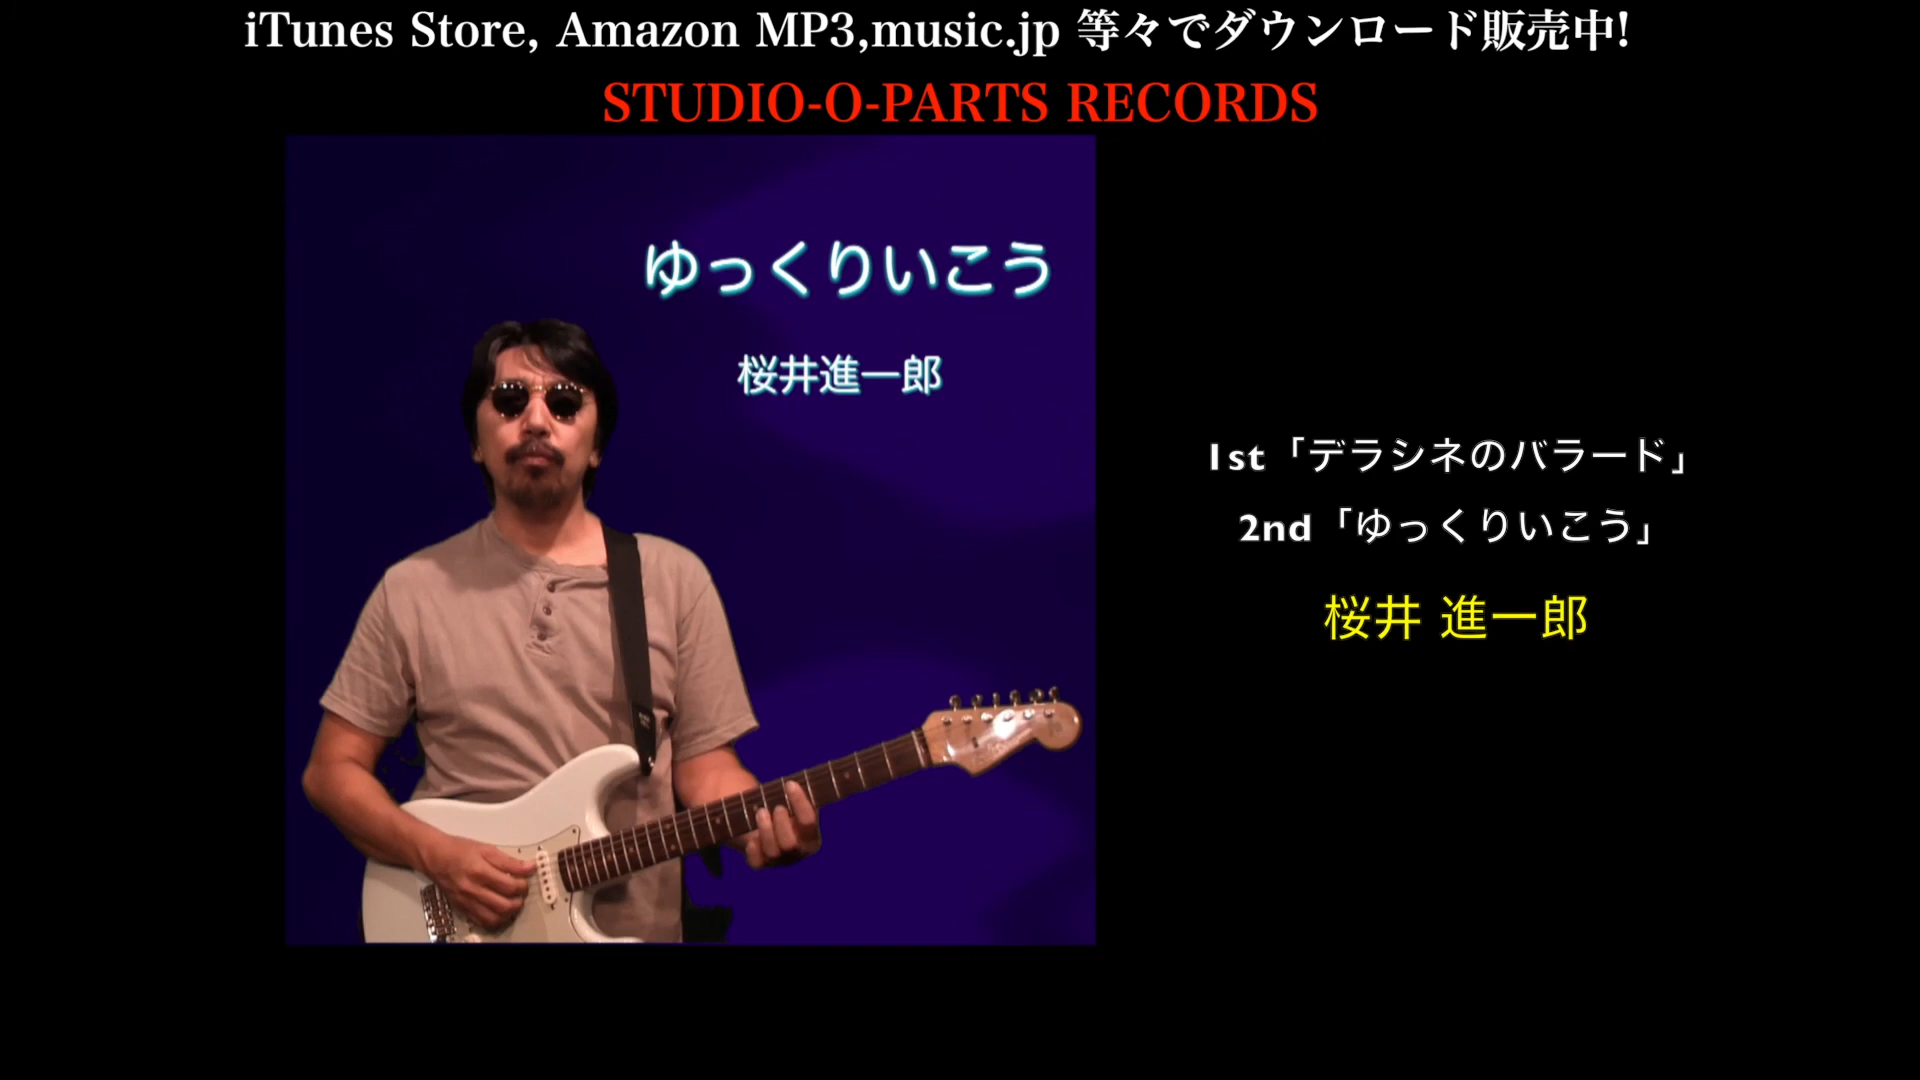 iTunes Store, Amazon MP3,music.jp 等々でダウンロード販売中!
STUDIO-O-PARTS RECORDS
ゆっくりいこう
桜井進一郎
1st「デラシネのバラード」
2nd「ゆっくりいこう」
桜井 進一郎